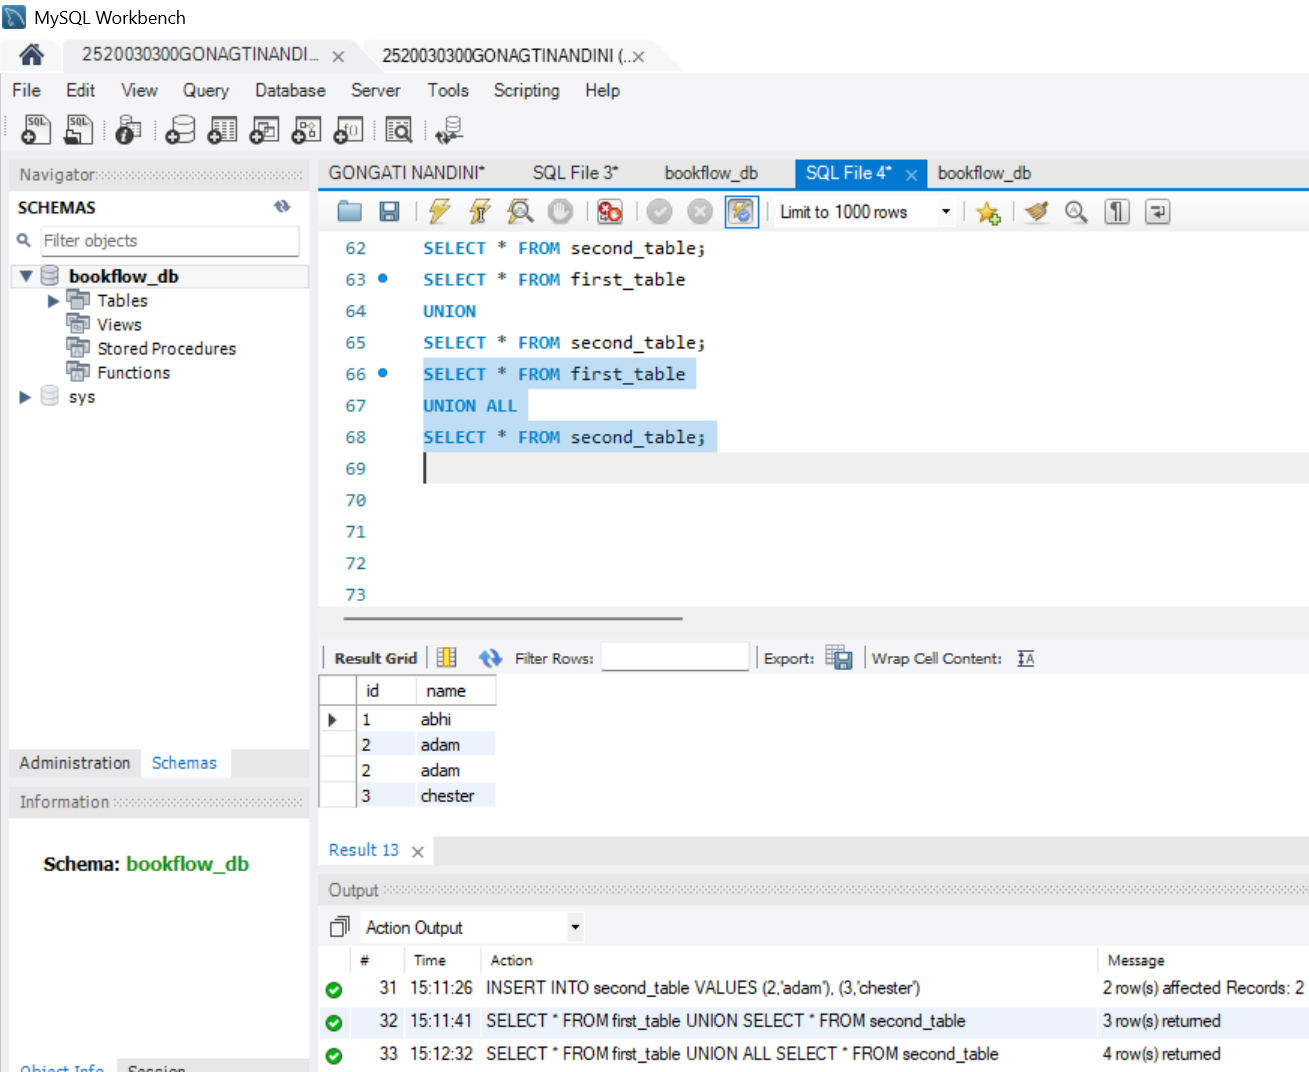 MySQL Workbench
2520030300GONAGTINANDI...
2520030300GONAGTINANDINI (...
File Edit View Query Database Server Tools Scripting Help
Navigator
GONGATI NANDINI* SQL File 3* bookflow_db SQL File 4* bookflow_db
SCHEMAS
Limit to 1000 rows
Filter objects
bookflow_db
Tables
Views
Stored Procedures
Functions
sys
62 SELECT * FROM second_table;
63 SELECT * FROM first_table
64 UNION
65 SELECT * FROM second_table;
66 SELECT * FROM first_table
67 UNION ALL
68 SELECT * FROM second_table;
69
70
71
72
73
Result Grid Filter Rows: Export: Wrap Cell Content:
id name
1 abhi
2 adam
2 adam
3 chester
Administration Schemas
Information
Schema: bookflow_db
Result 13
Output
Action Output
# Time Action Message
31 15:11:26 INSERT INTO second_table VALUES (2,'adam'), (3,'chester') 2 row(s) affected Records: 2
32 15:11:41 SELECT * FROM first_table UNION SELECT * FROM second_table 3 row(s) returned
33 15:12:32 SELECT * FROM first_table UNION ALL SELECT * FROM second_table 4 row(s) returned
Object Info Session